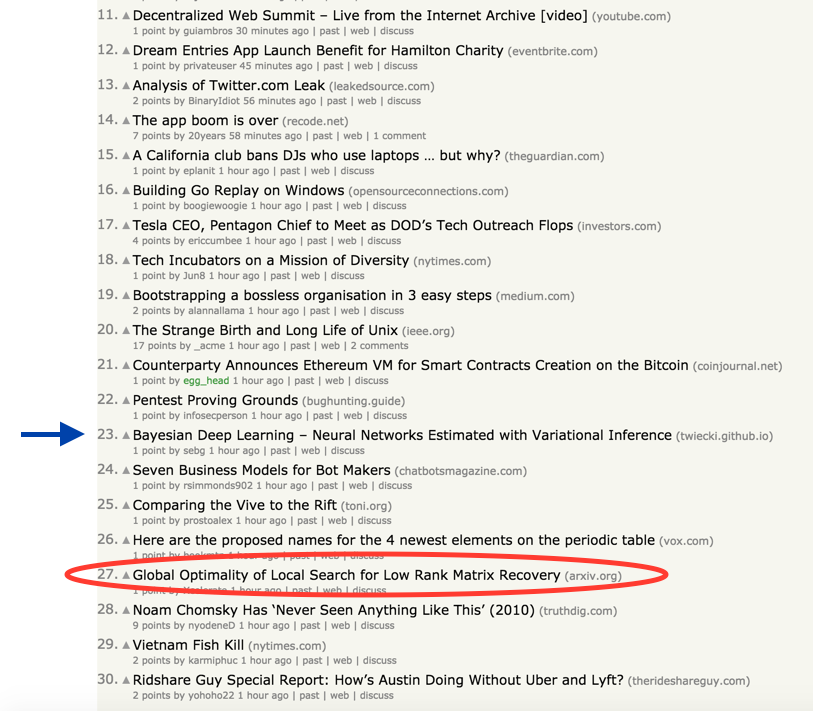 11. Decentralized Web Summit – Live from the Internet Archive [video] (youtube.com)
1 point by guiambros 30 minutes ago | past | web | discuss
12. Dream Entries App Launch Benefit for Hamilton Charity (eventbrite.com)
1 point by privateuser 45 minutes ago | past | web | discuss
13. Analysis of Twitter.com Leak (leakedsource.com)
2 points by BinaryIdiot 56 minutes ago | past | web | discuss
14. The app boom is over (recode.net)
7 points by 20years 58 minutes ago | past | web | 1 comment
15. A California club bans DJs who use laptops … but why? (theguardian.com)
1 point by eplanit 1 hour ago | past | web | discuss
16. Building Go Replay on Windows (opensourceconnections.com)
1 point by boogiewoogie 1 hour ago | past | web | discuss
17. Tesla CEO, Pentagon Chief to Meet as DOD’s Tech Outreach Flops (investors.com)
4 points by ericcumbee 1 hour ago | past | web | discuss
18. Tech Incubators on a Mission of Diversity (nytimes.com)
1 point by Jun8 1 hour ago | past | web | discuss
19. Bootstrapping a bossless organisation in 3 easy steps (medium.com)
2 points by alannallama 1 hour ago | past | web | discuss
20. The Strange Birth and Long Life of Unix (ieee.org)
17 points by _acme 1 hour ago | past | web | 2 comments
21. Counterparty Announces Ethereum VM for Smart Contracts Creation on the Bitcoin (coinjournal.net)
1 point by egg_head 1 hour ago | past | web | discuss
22. Pentest Proving Grounds (bughunting.guide)
1 point by infosecperson 1 hour ago | past | web | discuss
23. Bayesian Deep Learning – Neural Networks Estimated with Variational Inference (twiecki.github.io)
1 point by sebg 1 hour ago | past | web | discuss
24. Seven Business Models for Bot Makers (chatbotsmagazine.com)
1 point by rsimmonds902 1 hour ago | past | web | discuss
25. Comparing the Vive to the Rift (toni.org)
1 point by prostoalex 1 hour ago | past | web | discuss
26. Here are the proposed names for the 4 newest elements on the periodic table (vox.com)
1 point by 1 hour ago | past | web | discuss
27. Global Optimality of Local Search for Low Rank Matrix Recovery (arxiv.org)
1 point by 1 hour ago | past | web | discuss
28. Noam Chomsky Has ‘Never Seen Anything Like This’ (2010) (truthdig.com)
9 points by nyodeneD 1 hour ago | past | web | discuss
29. Vietnam Fish Kill (nytimes.com)
2 points by karmiphuc 1 hour ago | past | web | discuss
30. Ridshare Guy Special Report: How’s Austin Doing Without Uber and Lyft? (therideshareguy.com)
2 points by yohoho22 1 hour ago | past | web | discuss